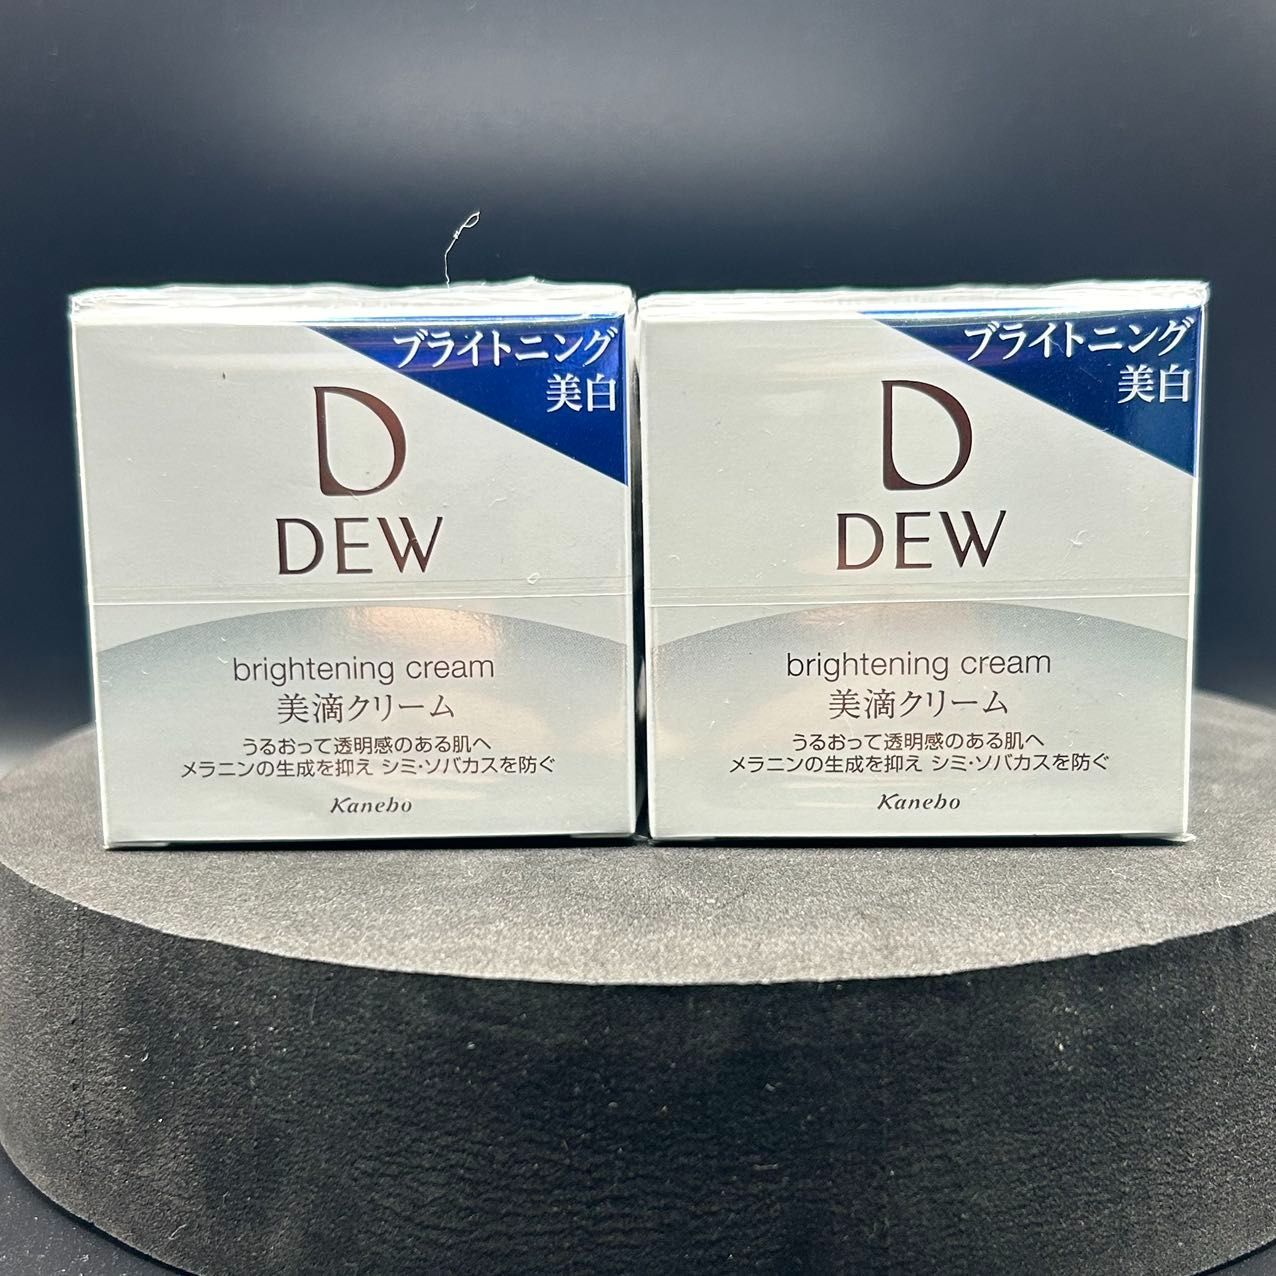 ブライトニング
美白
D
DEW
brightening cream
美滴クリーム
うるおって透明感のある肌へ
メラニンの生成を抑え シミ・ソバカスを防ぐ
Kanebo
ブライトニング
美白
D
DEW
brightening cream
美滴クリーム
うるおって透明感のある肌へ
メラニンの生成を抑え シミ・ソバカスを防ぐ
Kanebo